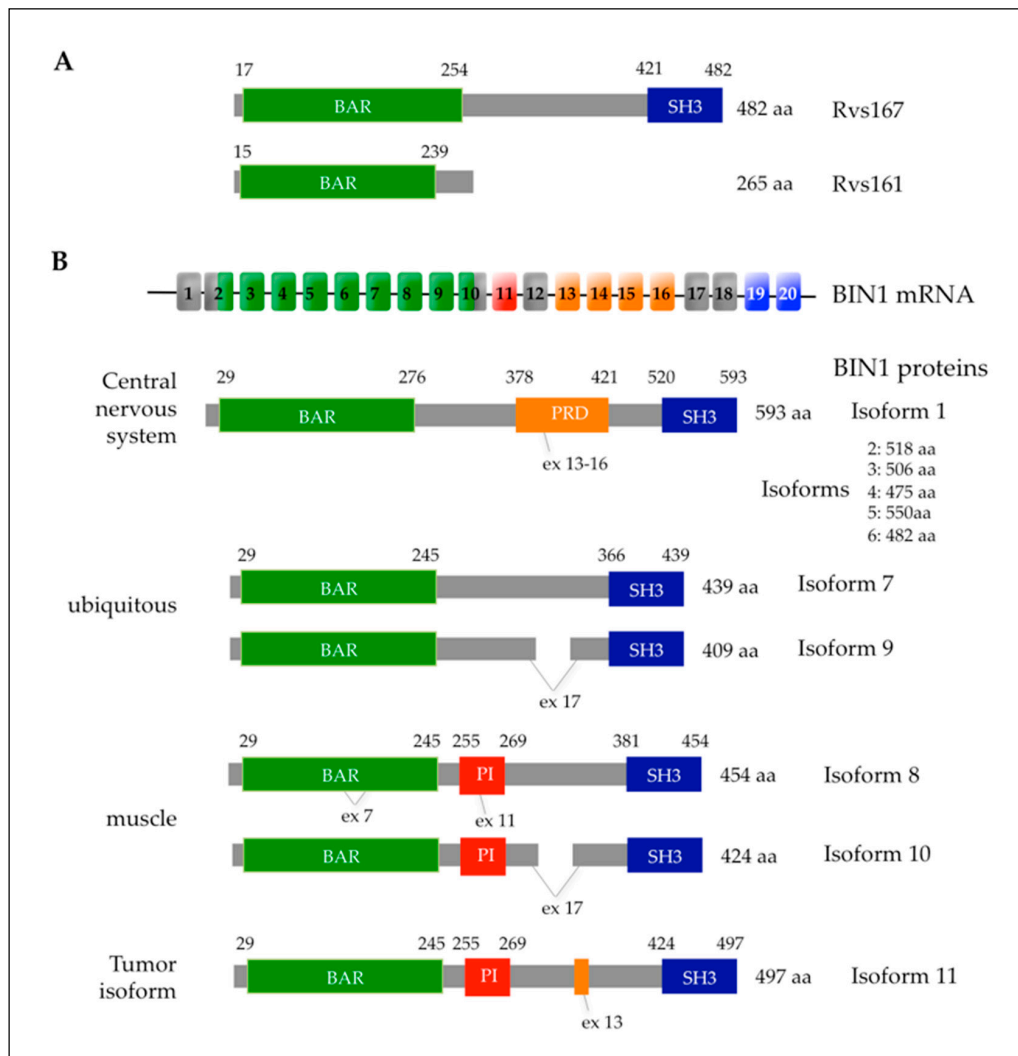 A
17 254 421 482
BAR SH3 482 aa Rvs167
15 239
BAR 265 aa Rvs161
B
1 2 3 4 5 6 7 8 9 10 11 12 13 14 15 16 17 18 19 20 BIN1 mRNA
BIN1 proteins
Central nervous system
29 276 378 421 520 593
BAR PRD SH3 593 aa Isoform 1
ex 13-16
Isoforms
2: 518 aa
3: 506 aa
4: 475 aa
5: 550aa
6: 482 aa
ubiquitous
29 245 366 439
BAR SH3 439 aa Isoform 7
BAR SH3 409 aa Isoform 9
ex 17
muscle
29 245 255 269 381 454
BAR PI SH3 454 aa Isoform 8
ex 7 ex 11
BAR PI SH3 424 aa Isoform 10
ex 17
Tumor
isoform
29 245 255 269 424 497
BAR PI SH3 497 aa Isoform 11
ex 13